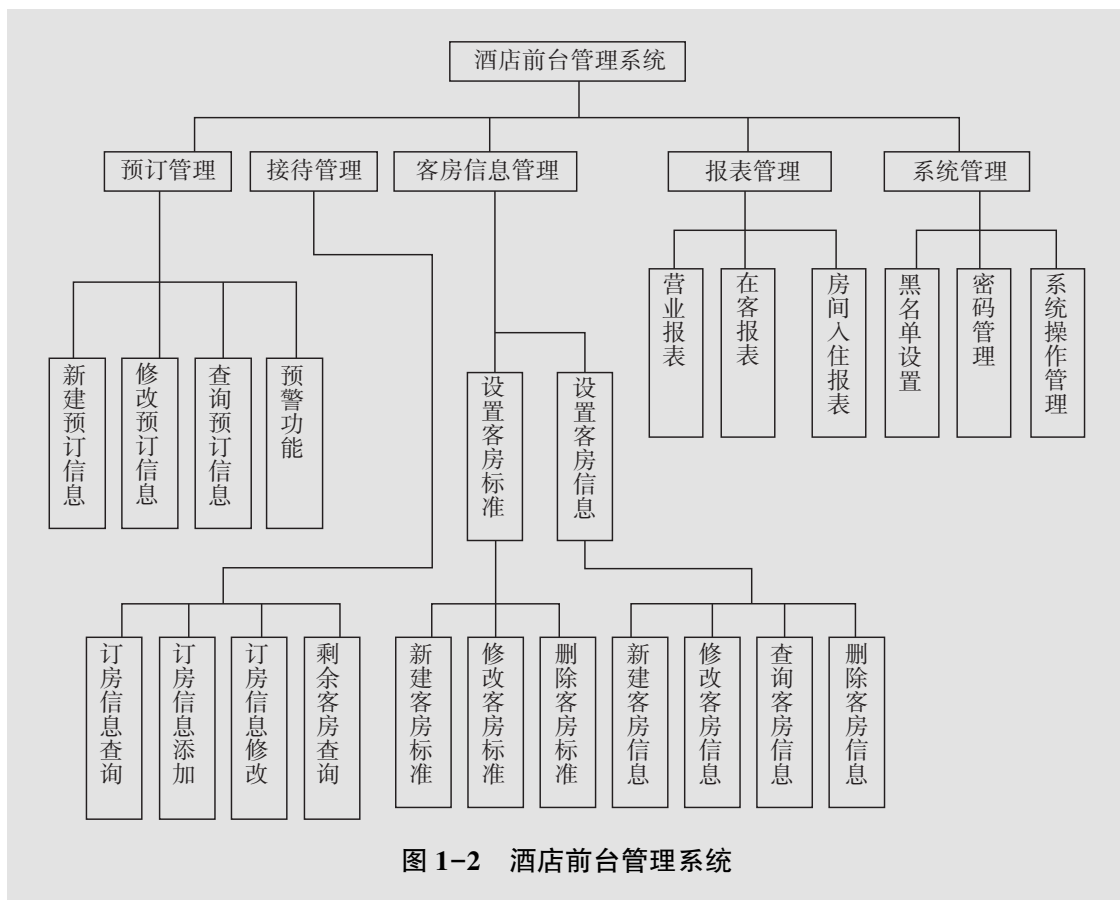 酒店前台管理系统
预订管理
接待管理
客房信息管理
报表管理
系统管理
营业报表
在客报表
房间入住报表
黑名单设置
密码管理
系统操作管理
新建预订信息
修改预订信息
查询预订信息
预警功能
设置客房标准
设置客房信息
订房信息查询
订房信息添加
订房信息修改
剩余客房查询
新建客房标准
修改客房标准
删除客房标准
新建客房信息
修改客房信息
查询客房信息
删除客房信息
图 1-2 酒店前台管理系统